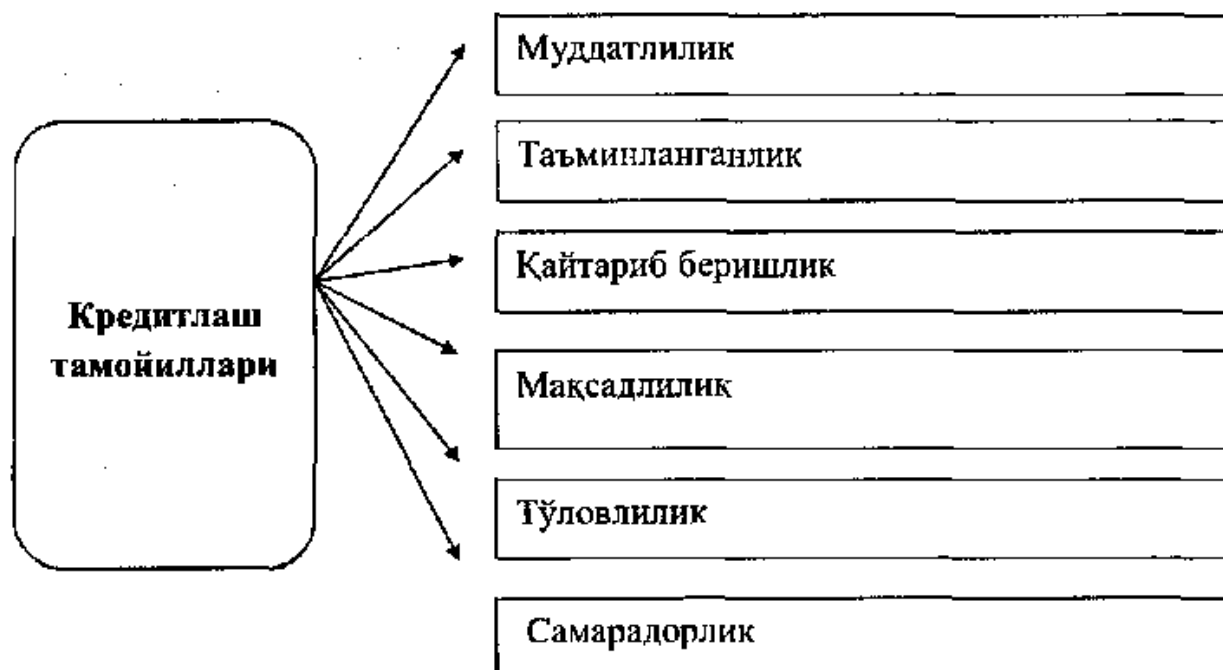 Кредитлаш
тамойиллари
Муддатлилик
Таъминланганлик
Қайтариб беришлик
Мақсадлилик
Тўловлилик
Самарадорлик